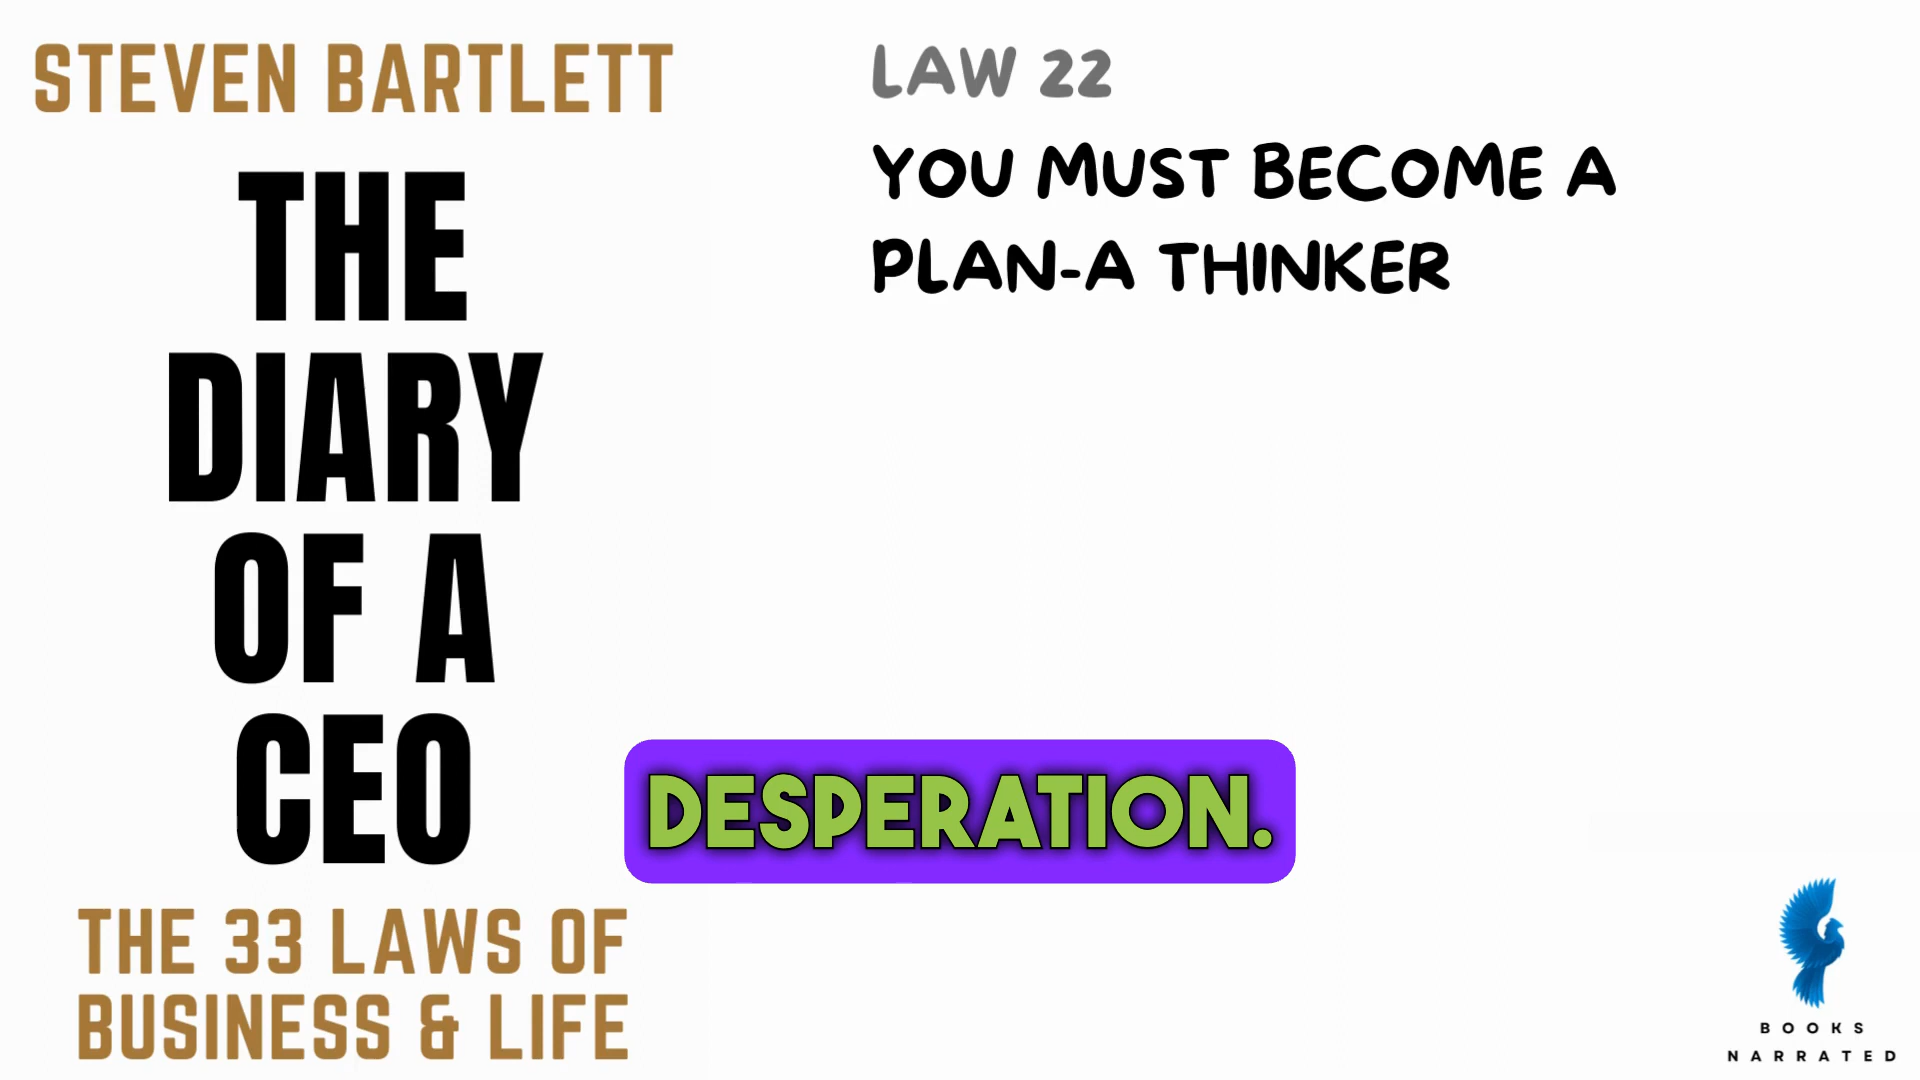 STEVEN BARTLETT
THE
DIARY
OF A
CEO
THE 33 LAWS OF
BUSINESS & LIFE
LAW 22
YOU MUST BECOME A
PLAN-A THINKER
DESPERATION.
BOOKS
NARRATED